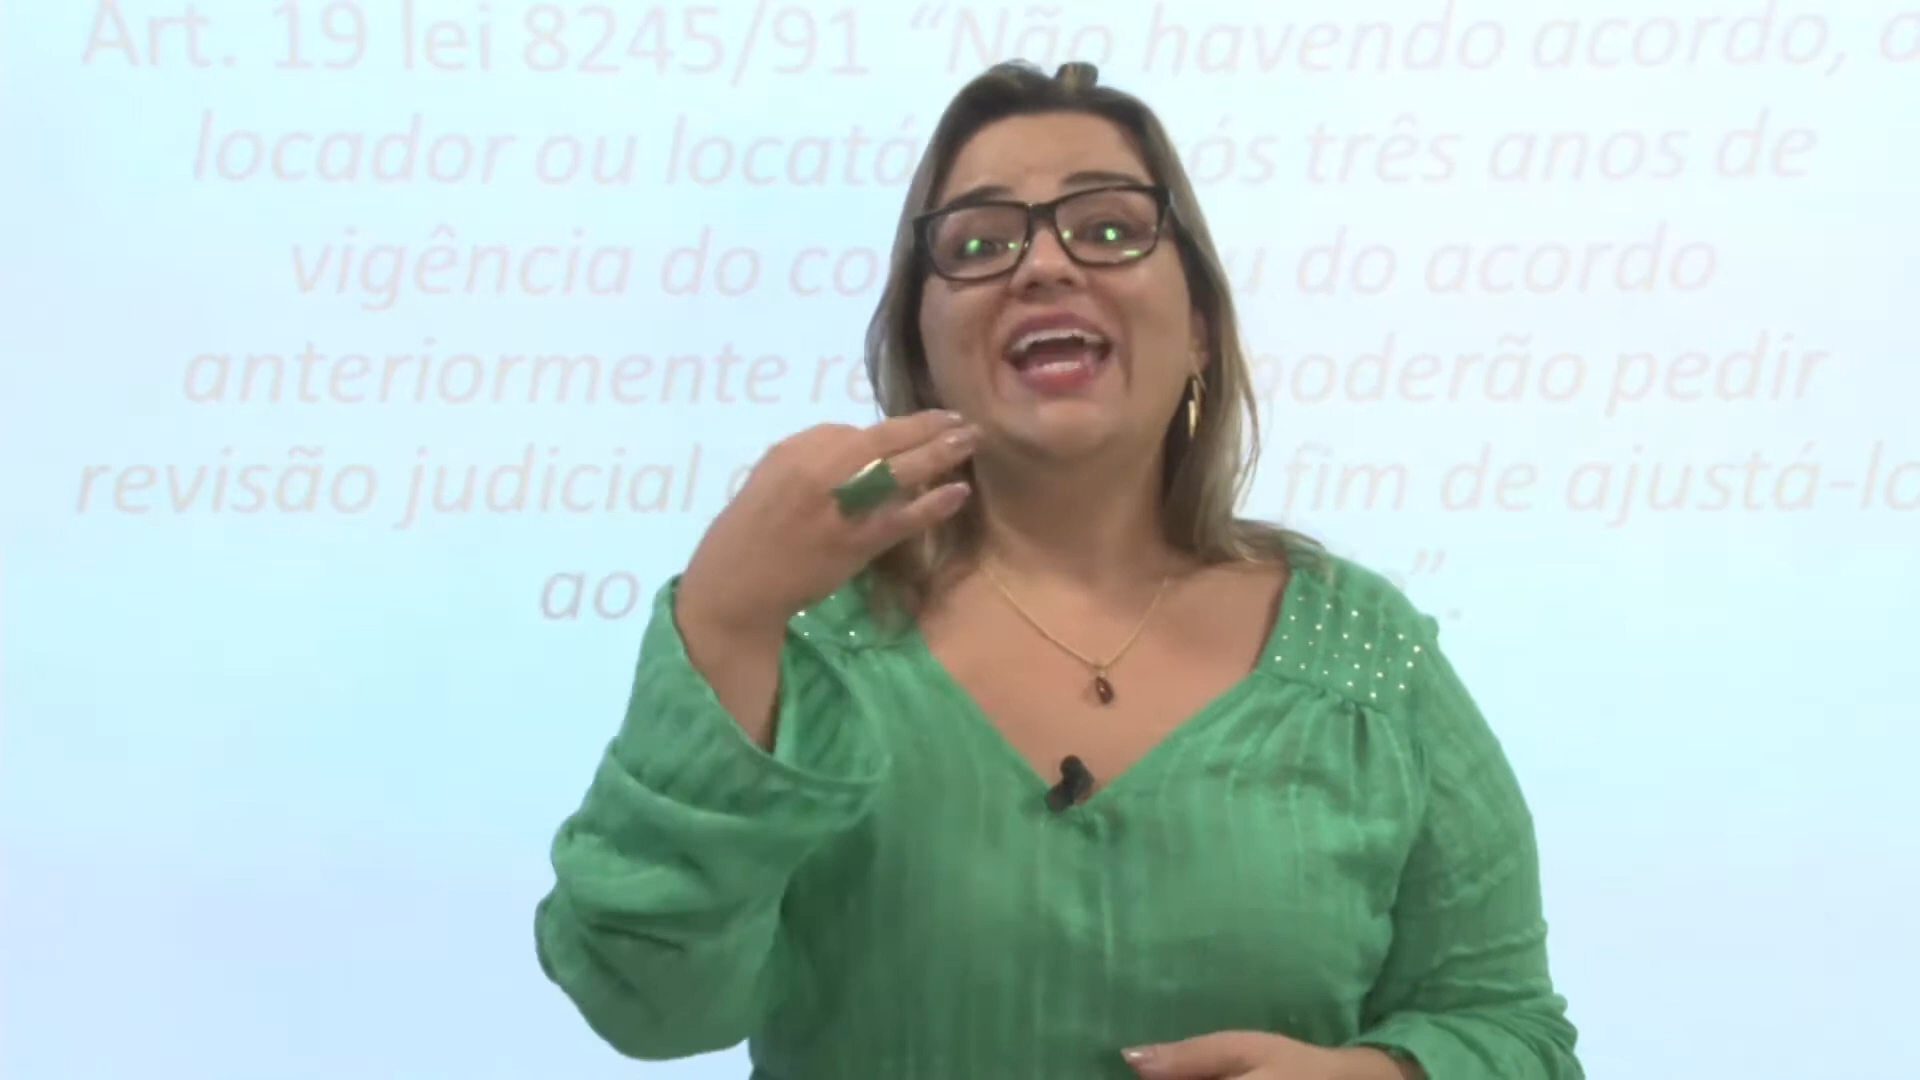 Art. 19 lei 8245/91 “Não havendo acordo, o
locador ou locatá ós três anos de
vigência do co u do acordo
anteriormente re poderão pedir
revisão judicial fim de ajustá-lo
ao ”.